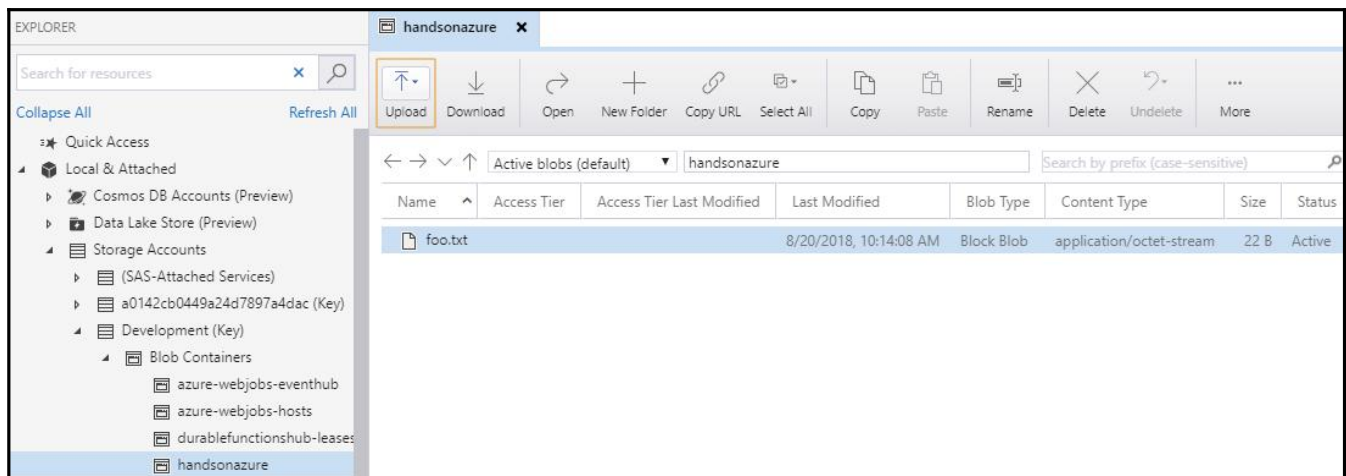 EXPLORER
Search for resources
Collapse All Refresh All
Quick Access
Local & Attached
Cosmos DB Accounts (Preview)
Data Lake Store (Preview)
Storage Accounts
(SAS-Attached Services)
a0142cb0449a24d7897a4dac (Key)
Development (Key)
Blob Containers
azure-webjobs-eventhub
azure-webjobs-hosts
durablefunctionshub-leases
handsonazure
handsonazure
Upload Download Open New Folder Copy URL Select All Copy Paste Rename Delete Undelete More
Active blobs (default) handsonazure Search by prefix (case-sensitive)
Name Access Tier Access Tier Last Modified Last Modified Blob Type Content Type Size Status
foo.txt 8/20/2018, 10:14:08 AM Block Blob application/octet-stream 22 B Active